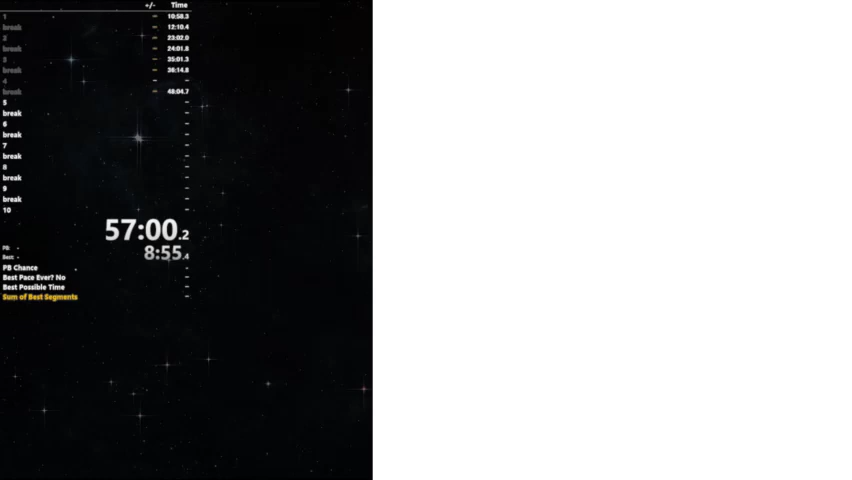 +/- Time
1 — 10:58.3
break — 12:10.4
2 — 23:02.0
break — 24:01.8
3 — 35:01.3
break — 36:14.8
4 – –
break — 48:04.7
5 –
break –
6 –
break –
7 –
break –
8 –
break –
9 –
break –
10 –
57:00.2
8:55.4
PB: -
Best: -
PB Chance -
Best Pace Ever? No –
Best Possible Time –
Sum of Best Segments –